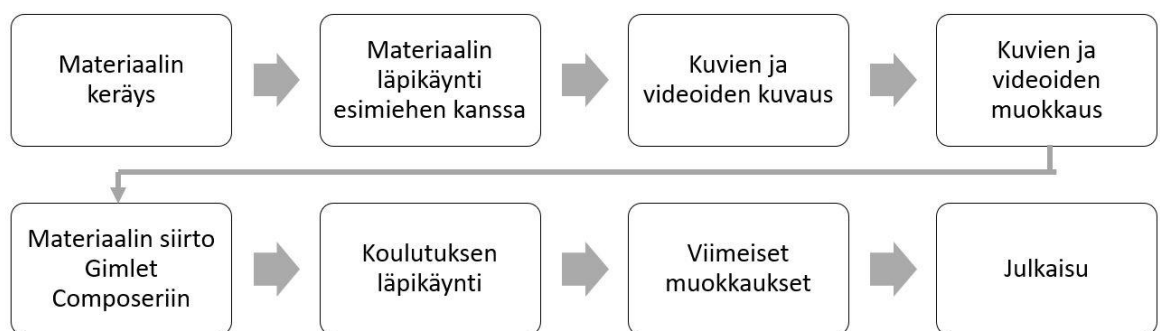 Materiaalin
keräys
Materiaalin
läpikäynti
esimiehen kanssa
Kuvien ja
videoiden kuvaus
Kuvien ja
videoiden
muokkaus
Materiaalin siirto
Gimlet
Composeriin
Koulutuksen
läpikäynti
Viimeiset
muokkaukset
Julkaisu